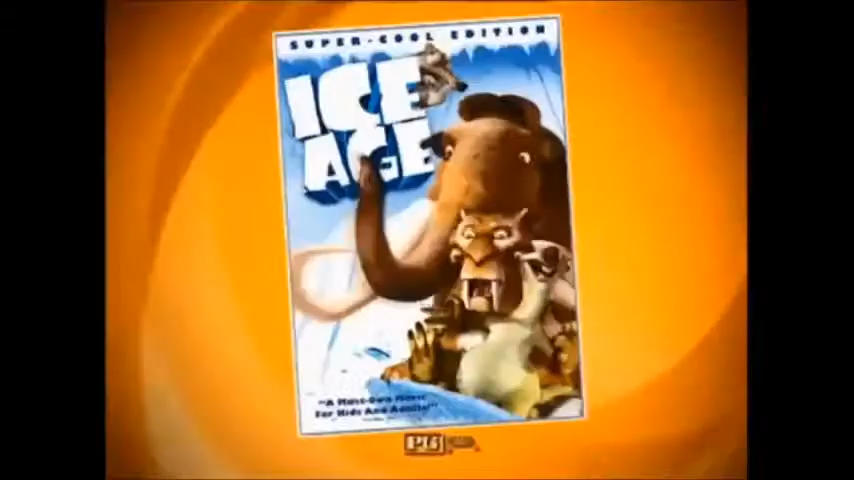 SUPER-COOL EDITION
ICE
AGE
"A Must-Own Movie
For Kids And Adults!"
PG